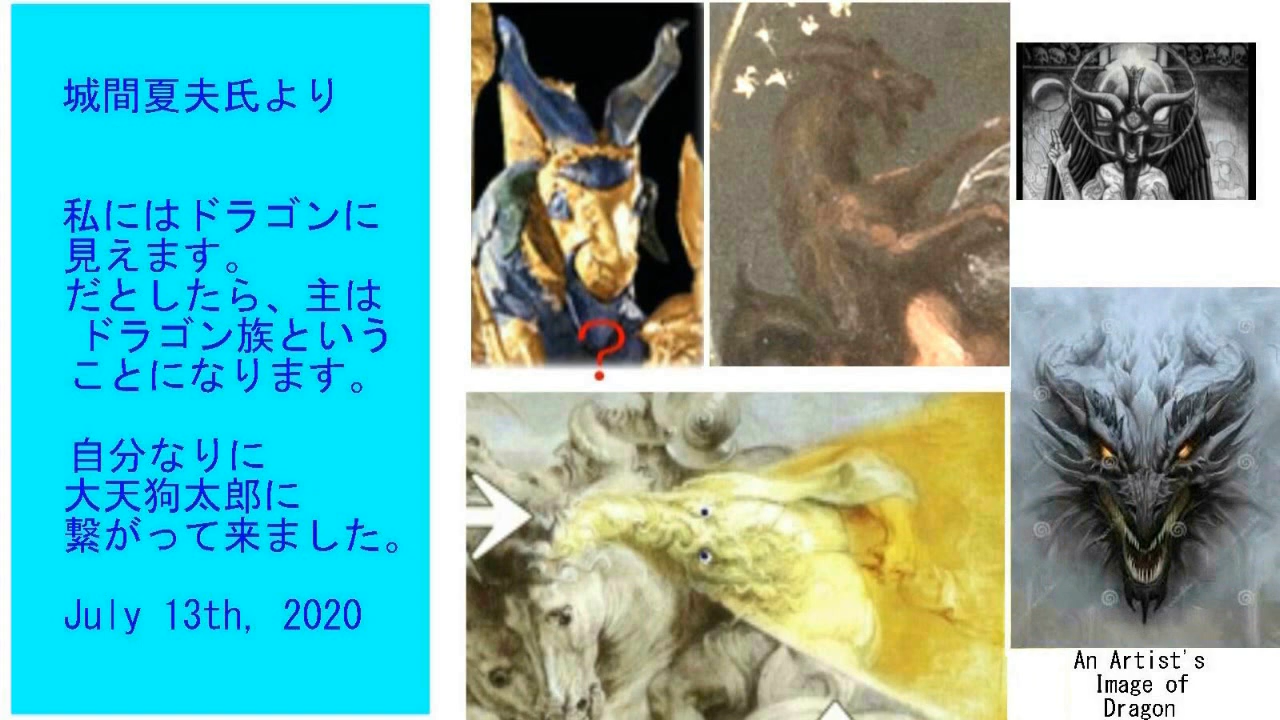 城間夏夫氏より
私にはドラゴンに
見えます。
だとしたら、主は
ドラゴン族という
ことになります。
自分なりに
大天狗太郎に
繋がって来ました。
July 13th, 2020
?
An Artist's
Image of
Dragon